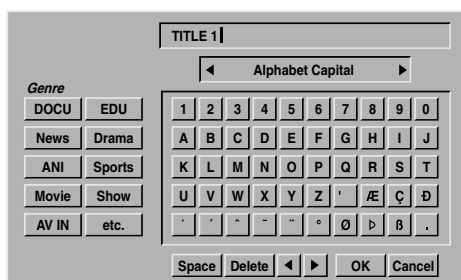 TITLE 1
◀ Alphabet Capital ▶
Genre
DOCU EDU
News Drama
ANI Sports
Movie Show
AV IN etc.
1 2 3 4 5 6 7 8 9 0
A B C D E F G H I J
K L M N O P Q R S T
U V W X Y Z ' Æ Ç Ð
` ´ ˆ ˜ ¨ ° Ø Þ ß .
Space Delete ◀ ▶ OK Cancel